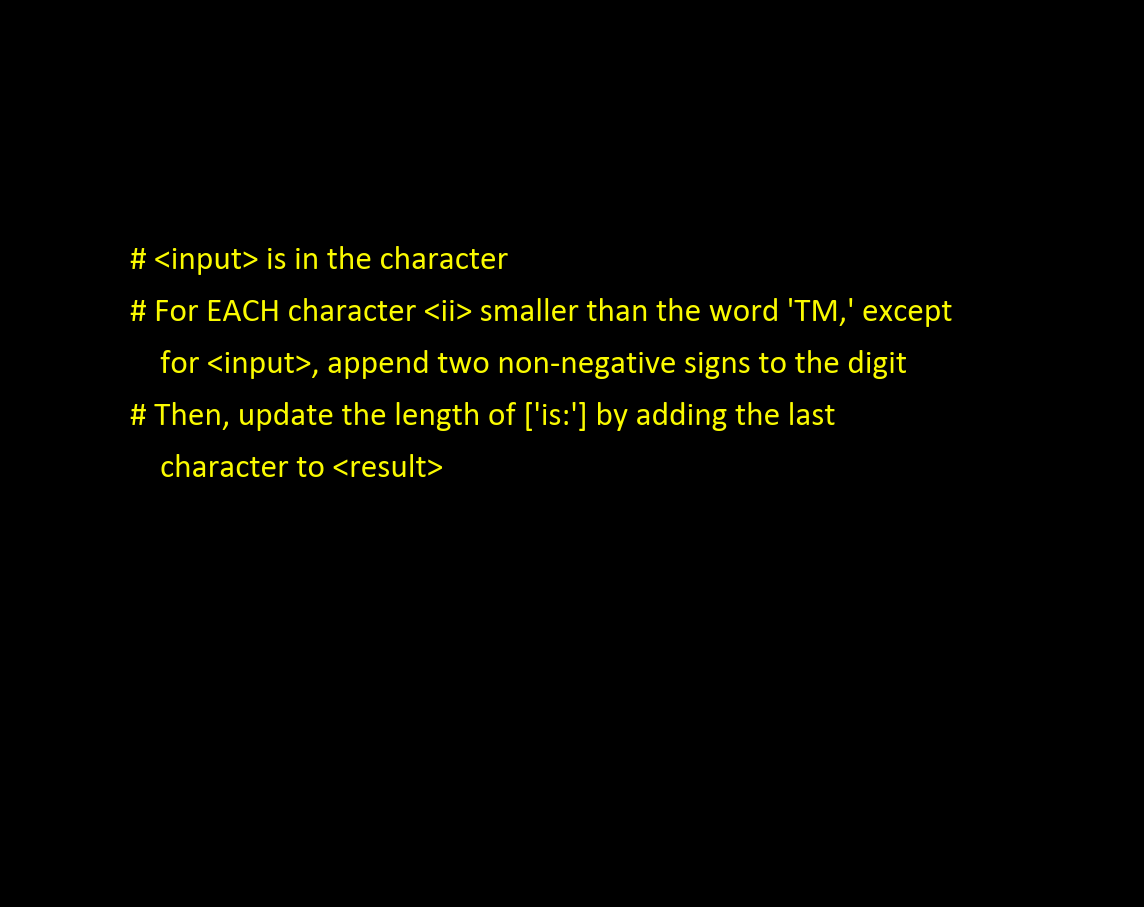 # <input> is in the character
# For EACH character <ii> smaller than the word 'TM,' except
for <input>, append two non-negative signs to the digit
# Then, update the length of ['is:'] by adding the last
character to <result>